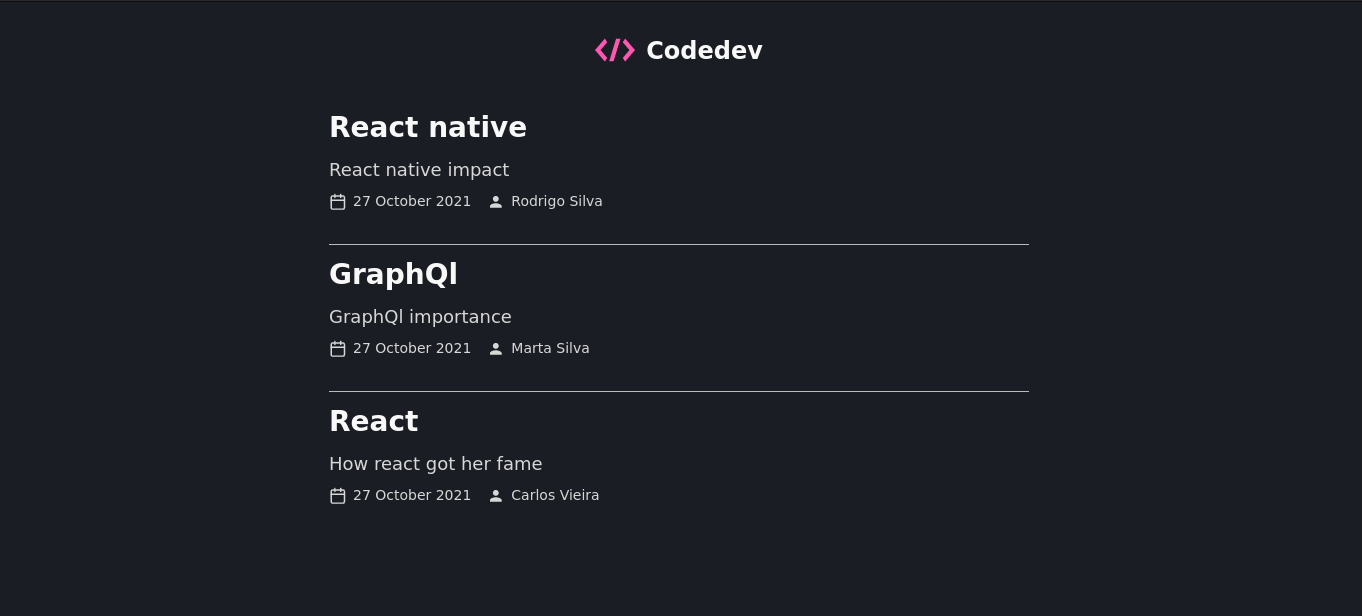 Codedev
React native
React native impact
27 October 2021 Rodrigo Silva
GraphQl
GraphQl importance
27 October 2021 Marta Silva
React
How react got her fame
27 October 2021 Carlos Vieira